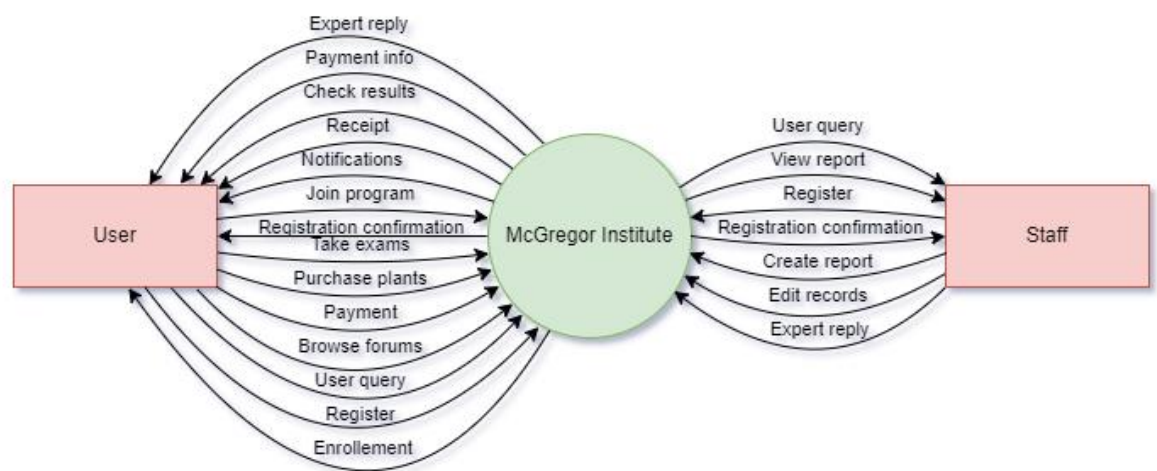 Expert reply
Payment info
Check results
Receipt
Notifications
Join program
Registration confirmation
Take exams
Purchase plants
Payment
Browse forums
User query
Register
Enrollement
User
McGregor Institute
User query
View report
Register
Registration confirmation
Create report
Edit records
Expert reply
Staff